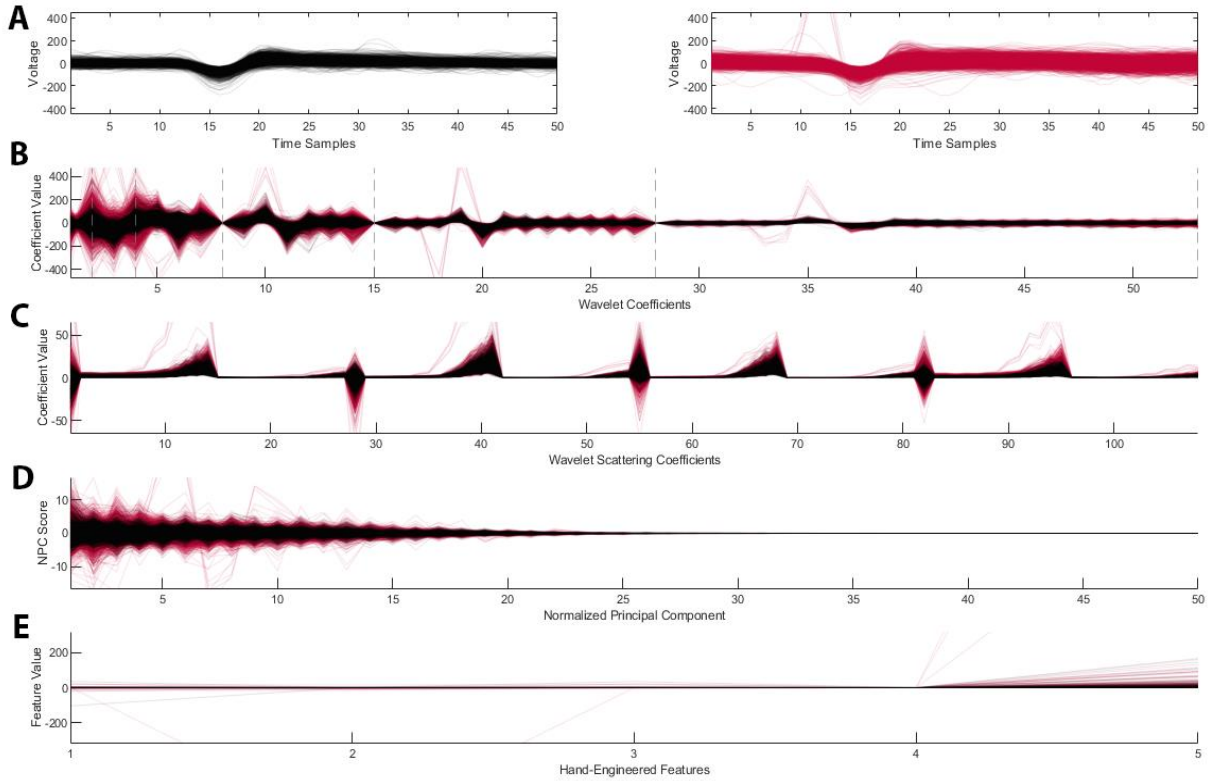 A
400
200
0
-200
-400
Voltage
5 10 15 20 25 30 35 40 45 50
Time Samples
400
200
0
-200
-400
Voltage
5 10 15 20 25 30 35 40 45 50
Time Samples
B
400
200
0
-200
-400
Coefficient Value
5 10 15 20 25 30 35 40 45 50
Wavelet Coefficients
C
50
0
-50
Coefficient Value
10 20 30 40 50 60 70 80 90 100
Wavelet Scattering Coefficients
D
10
0
-10
NPC Score
5 10 15 20 25 30 35 40 45 50
Normalized Principal Component
E
200
0
-200
Feature Value
1 2 3 4 5
Hand-Engineered Features